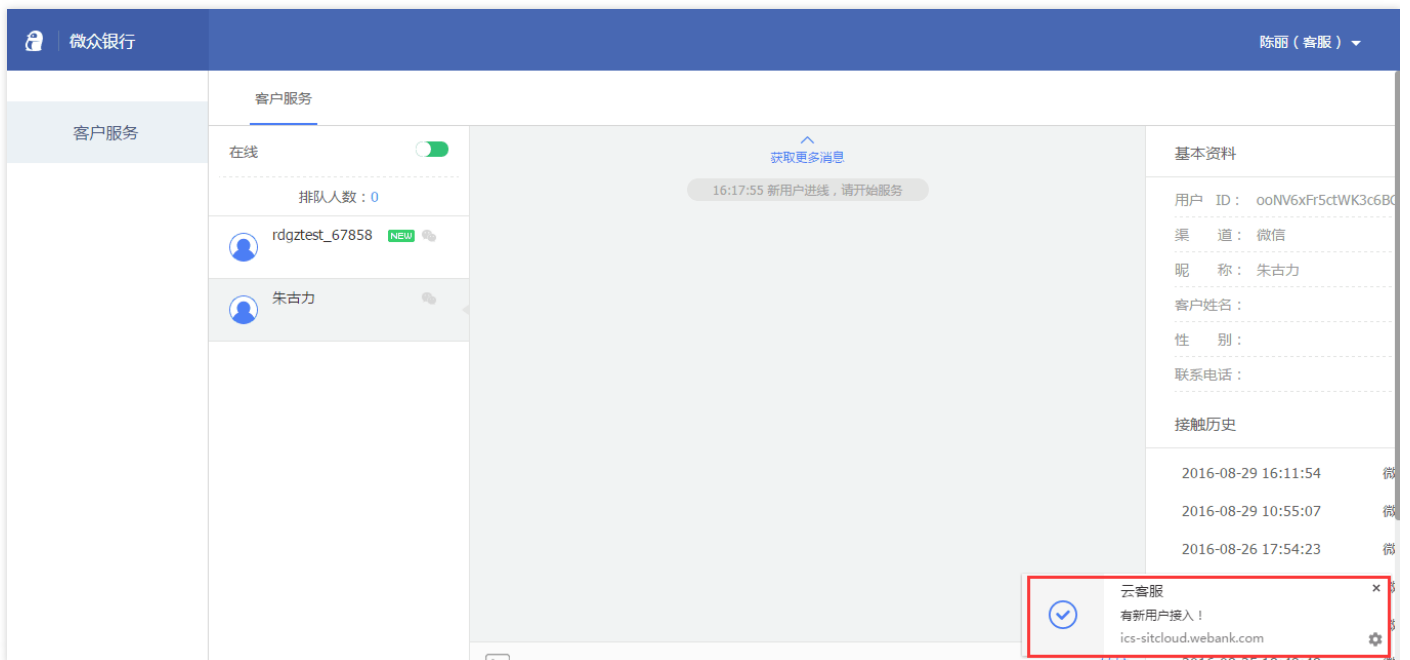 微众银行
陈丽（客服）
客户服务
客户服务
在线
排队人数：0
rdgztest_67858 NEW
朱古力
获取更多消息
16:17:55 新用户进线，请开始服务
基本资料
用户 ID： ooNV6xFr5ctWK3c6B
渠 道： 微信
昵 称： 朱古力
客户姓名：
性 别：
联系电话：
接触历史
2016-08-29 16:11:54 微
2016-08-29 10:55:07 微
2016-08-26 17:54:23 微
云客服
有新用户接入！
ics-sitcloud.webank.com